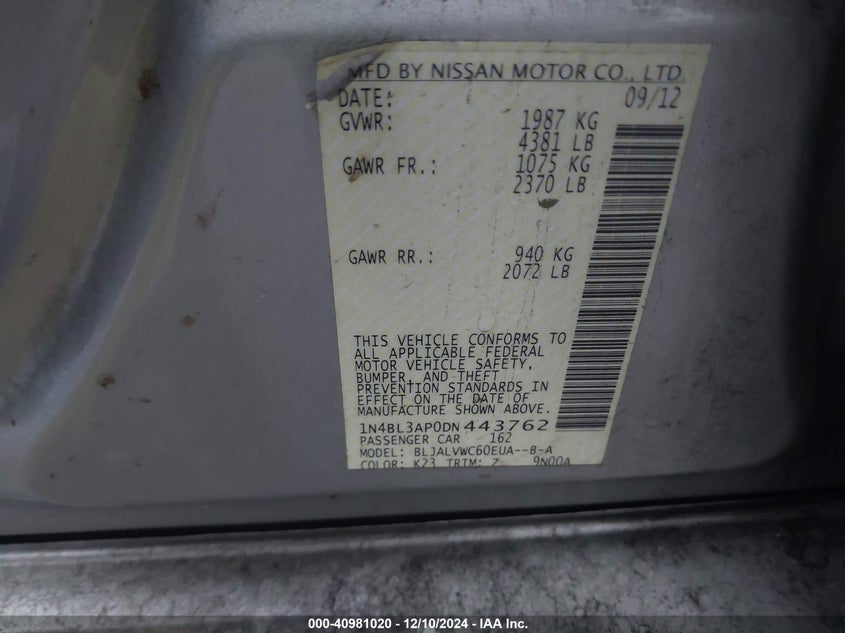 MFD BY NISSAN MOTOR CO., LTD.
DATE: 09/12
GVWR: 1987 KG
4381 LB
GAWR FR.: 1075 KG
2370 LB
GAWR RR.: 940 KG
2072 LB
THIS VEHICLE CONFORMS TO
ALL APPLICABLE FEDERAL
MOTOR VEHICLE SAFETY,
BUMPER, AND THEFT
PREVENTION STANDARDS IN
EFFECT ON THE DATE OF
MANUFACTURE SHOWN ABOVE.
1N4BL3AP0DN443762
PASSENGER CAR 162
MODEL: BLJALVWC60EUA--B-A
COLOR: K23 TRIM: Z 9N00A
000-40981020 - 12/10/2024 - IAA Inc.